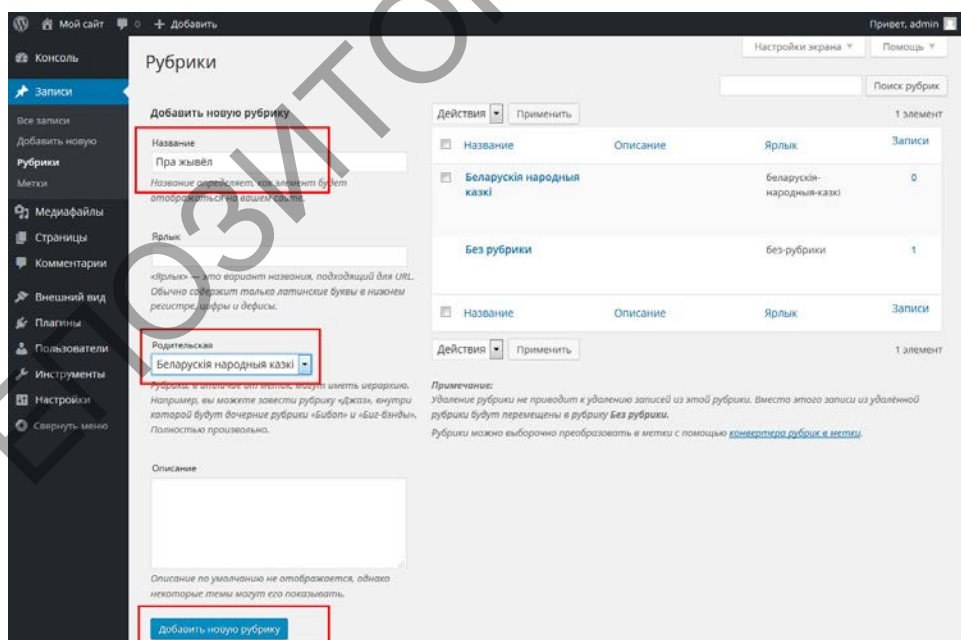 Мой сайт 0 + Добавить Привет, admin
Настройки экрана Помощь
Консоль
Записи
Все записи
Добавить новую
Рубрики
Метки
Медиафайлы
Страницы
Комментарии
Внешний вид
Плагины
Пользователи
Инструменты
Настройки
Свернуть меню
Рубрики
Поиск рубрик
Добавить новую рубрику
Название
Пра жывёл
Название определяет, как элемент будет
отображаться на вашем сайте.
Ярлык
«Ярлык» — это вариант названия, подходящий для URL.
Обычно содержит только латинские буквы в нижнем
регистре, цифры и дефисы.
Родительская
Беларускія народныя казкі
Рубрики, в отличие от меток, могут иметь иерархию.
Например, вы можете завести рубрику «Джаз», внутри
которой будут дочерние рубрики «Бибоп» и «Биг-бэнды».
Полностью произвольно.
Описание
Описание по умолчанию не отображается, однако
некоторые темы могут его показывать.
Добавить новую рубрику
Действия Применить 1 элемент
Название Описание Ярлык Записи
Беларускія народныя
казкі
беларускія-
народныя-казкі
0
Без рубрики без-рубрики 1
Название Описание Ярлык Записи
Действия Применить 1 элемент
Примечание:
Удаление рубрики не приводит к удалению записей из этой рубрики. Вместо этого записи из удалённой
рубрики будут перемещены в рубрику Без рубрики.
Рубрики можно выборочно преобразовать в метки с помощью конвертера рубрик в метки.
ЕПОЗИТО